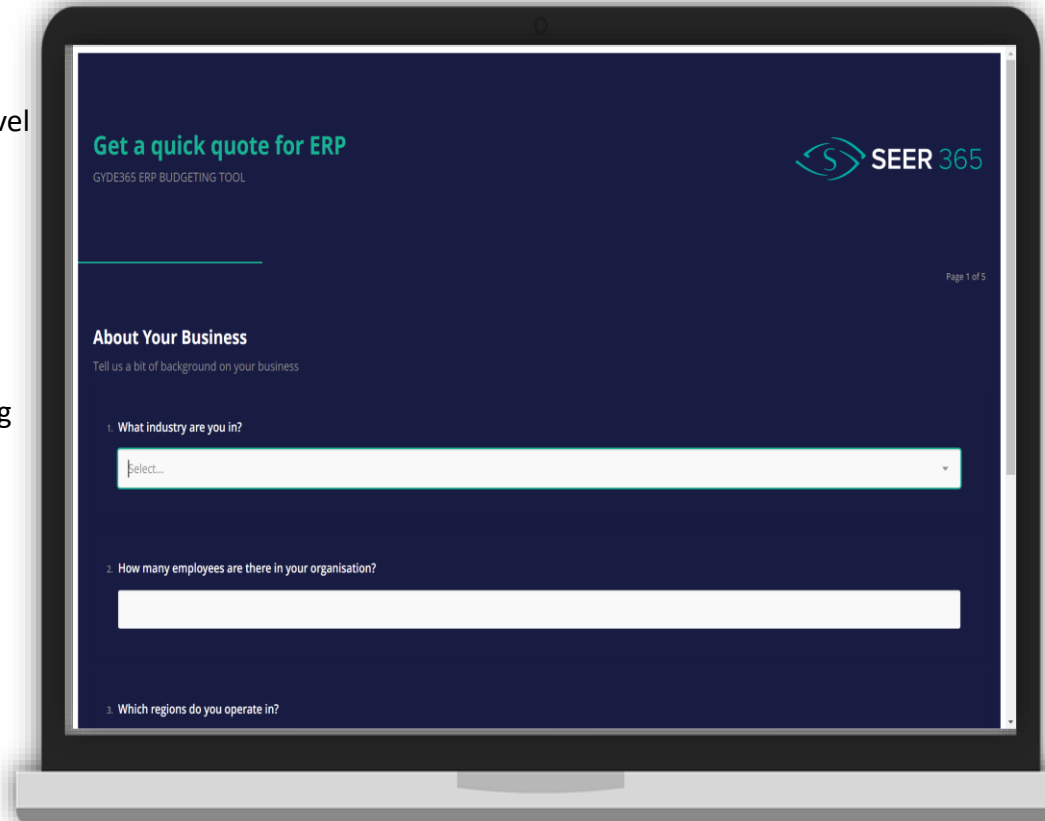 Get a quick quote for ERP
GYDE365 ERP BUDGETING TOOL
SEER 365
Page 1 of 5
About Your Business
Tell us a bit of background on your business
1. What industry are you in?
Select...
2. How many employees are there in your organisation?
3. Which regions do you operate in?